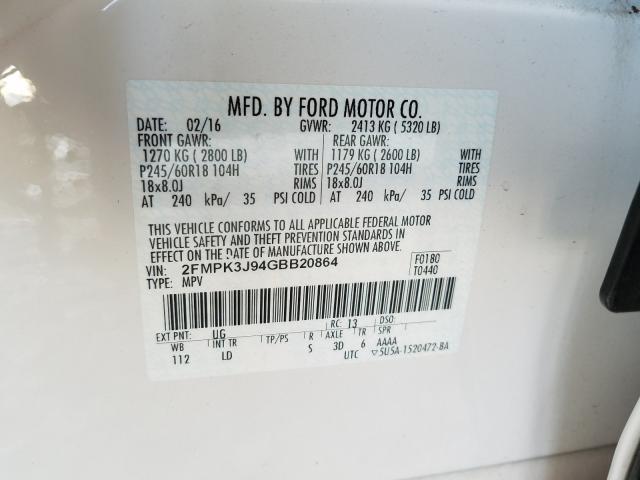 MFD. BY FORD MOTOR CO.
DATE: 02/16 GVWR: 2413 KG ( 5320 LB)
FRONT GAWR: REAR GAWR:
1270 KG ( 2800 LB) WITH 1179 KG ( 2600 LB) WITH
P245/60R18 104H TIRES P245/60R18 104H TIRES
18x8.0J RIMS 18x8.0J RIMS
AT 240 kPa/ 35 PSI COLD AT 240 kPa/ 35 PSI COLD
THIS VEHICLE CONFORMS TO ALL APPLICABLE FEDERAL MOTOR
VEHICLE SAFETY AND THEFT PREVENTION STANDARDS IN
EFFECT ON THE DATE OF MANUFACTURE SHOWN ABOVE.
VIN: 2FMPK3J94GBB20864 F0180
TYPE: MPV T0440
EXT PNT: UG RC: 13 DSO:
WB INT TR TP/PS R AXLE TR SPR
112 LD S 3D 6 AAAA
UTC 5U5A-1520472-BA